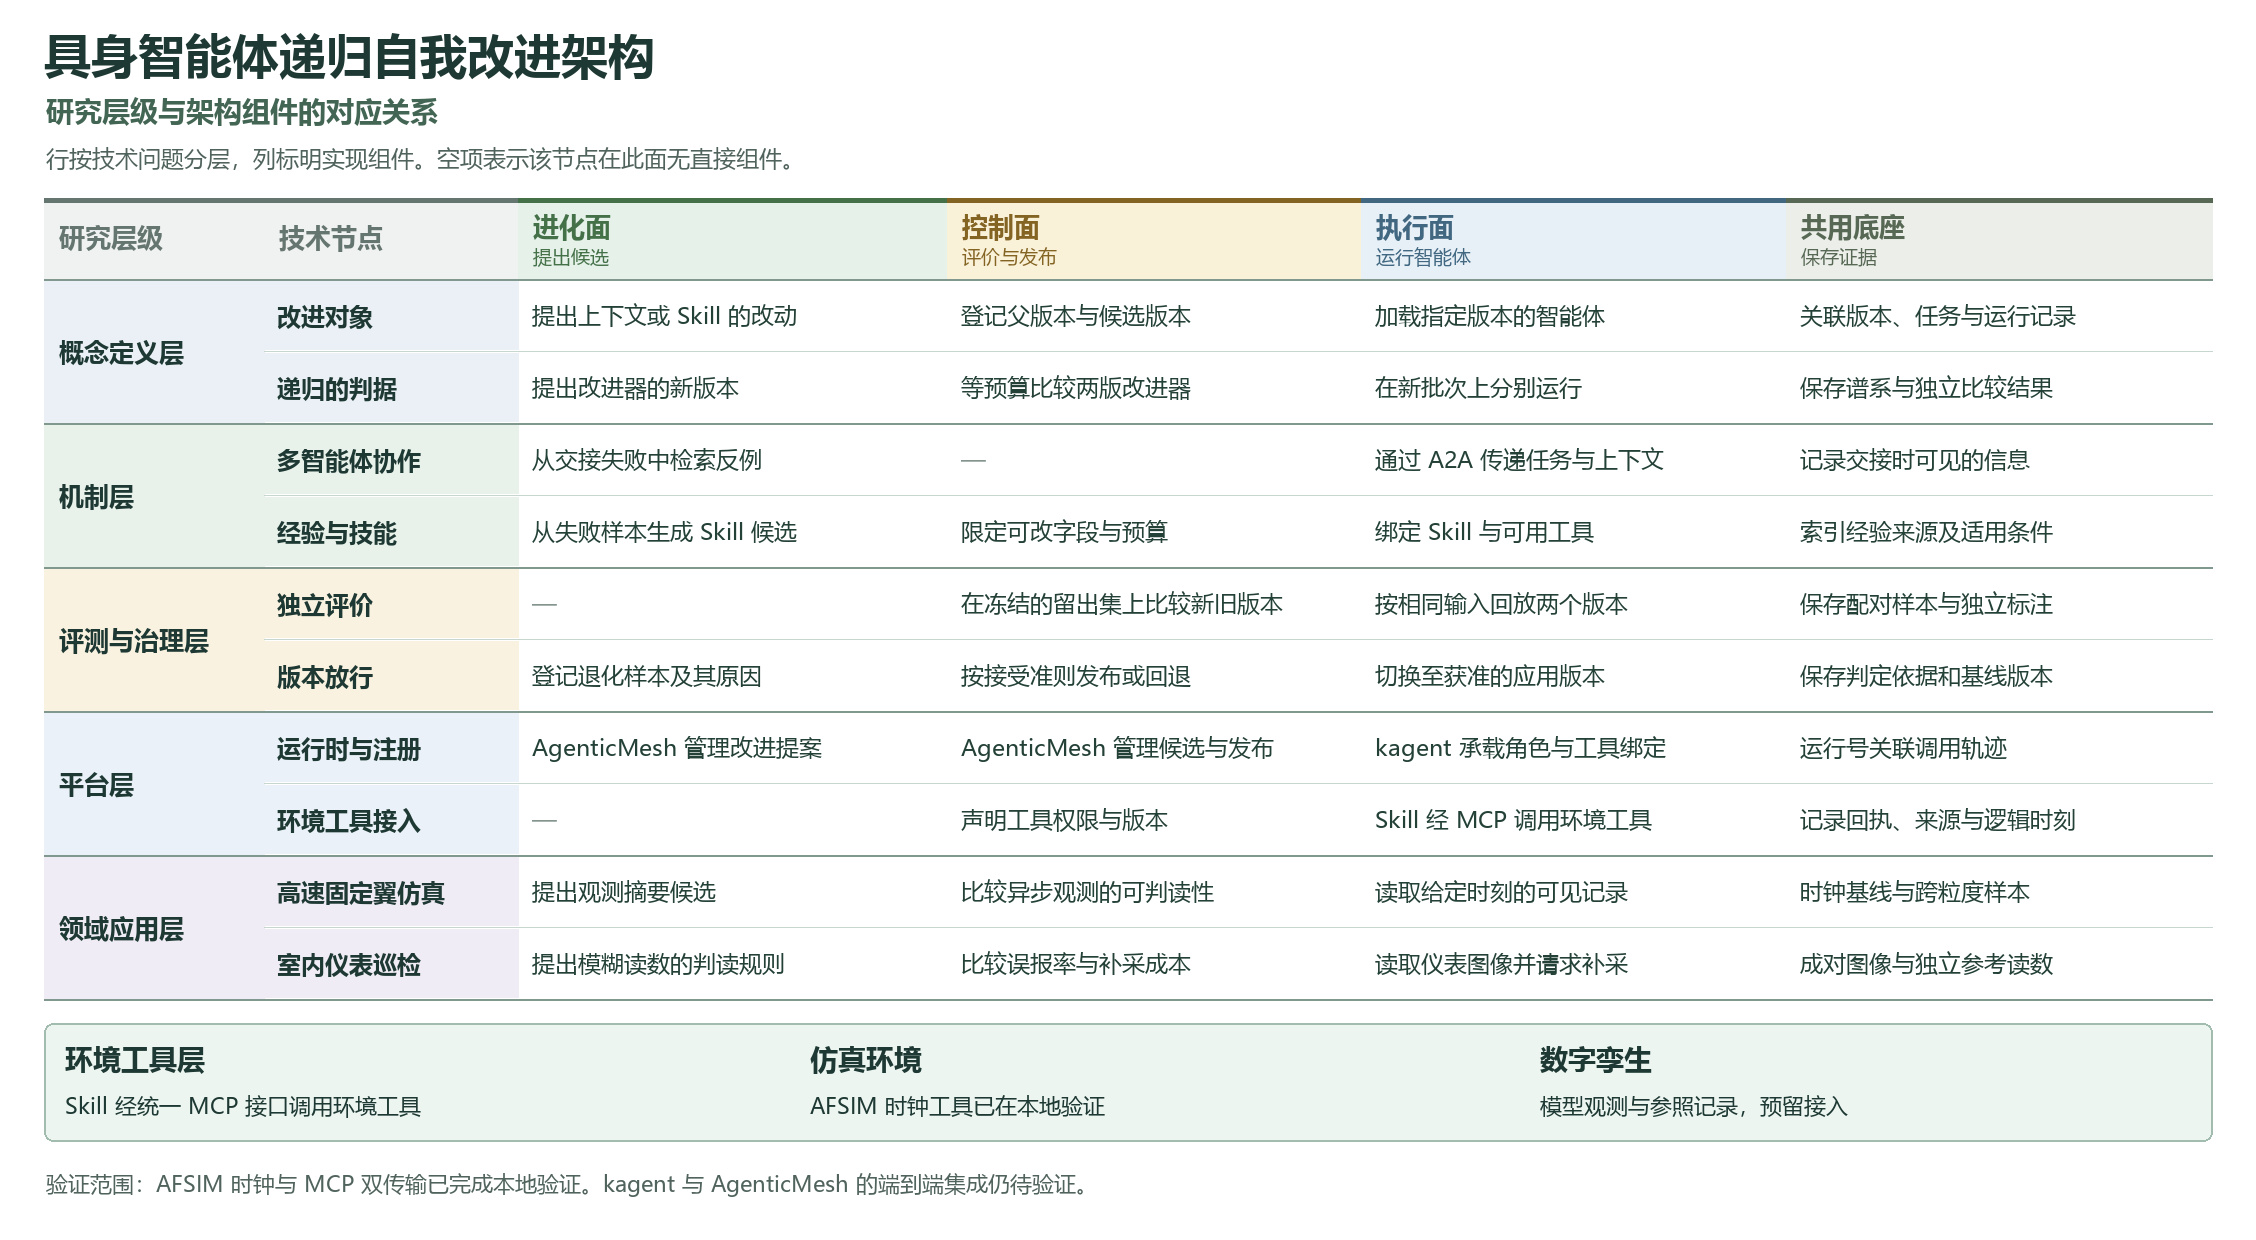 具身智能体递归自我改进架构
研究层级与架构组件的对应关系
行按技术问题分层，列标明实现组件。空项表示该节点在此面无直接组件。
研究层级 技术节点 进化面 控制面 执行面 共用底座
提出候选 评价与发布 运行智能体 保存证据
概念定义层
改进对象 提出上下文或 Skill 的改动 登记父版本与候选版本 加载指定版本的智能体 关联版本、任务与运行记录
递归的判据 提出改进器的新版本 等预算比较两版改进器 在新批次上分别运行 保存谱系与独立比较结果
机制层
多智能体协作 从交接失败中检索反例 — 通过 A2A 传递任务与上下文 记录交接时可见的信息
经验与技能 从失败样本生成 Skill 候选 限定可改字段与预算 绑定 Skill 与可用工具 索引经验来源及适用条件
评测与治理层
独立评价 — 在冻结的留出集上比较新旧版本 按相同输入回放两个版本 保存配对样本与独立标注
版本放行 登记退化样本及其原因 按接受准则发布或回退 切换至获准的应用版本 保存判定依据和基线版本
平台层
运行时与注册 AgenticMesh 管理改进提案 AgenticMesh 管理候选与发布 kagent 承载角色与工具绑定 运行号关联调用轨迹
环境工具接入 — 声明工具权限与版本 Skill 经 MCP 调用环境工具 记录回执、来源与逻辑时刻
领域应用层
高速固定翼仿真 提出观测摘要候选 比较异步观测的可判读性 读取给定时刻的可见记录 时钟基线与跨粒度样本
室内仪表巡检 提出模糊读数的判读规则 比较误报率与补采成本 读取仪表图像并请求补采 成对图像与独立参考读数
环境工具层 仿真环境 数字孪生
Skill 经统一 MCP 接口调用环境工具 AFSIM 时钟工具已在本地验证 模型观测与参照记录，预留接入
验证范围：AFSIM 时钟与 MCP 双传输已完成本地验证。kagent 与 AgenticMesh 的端到端集成仍待验证。